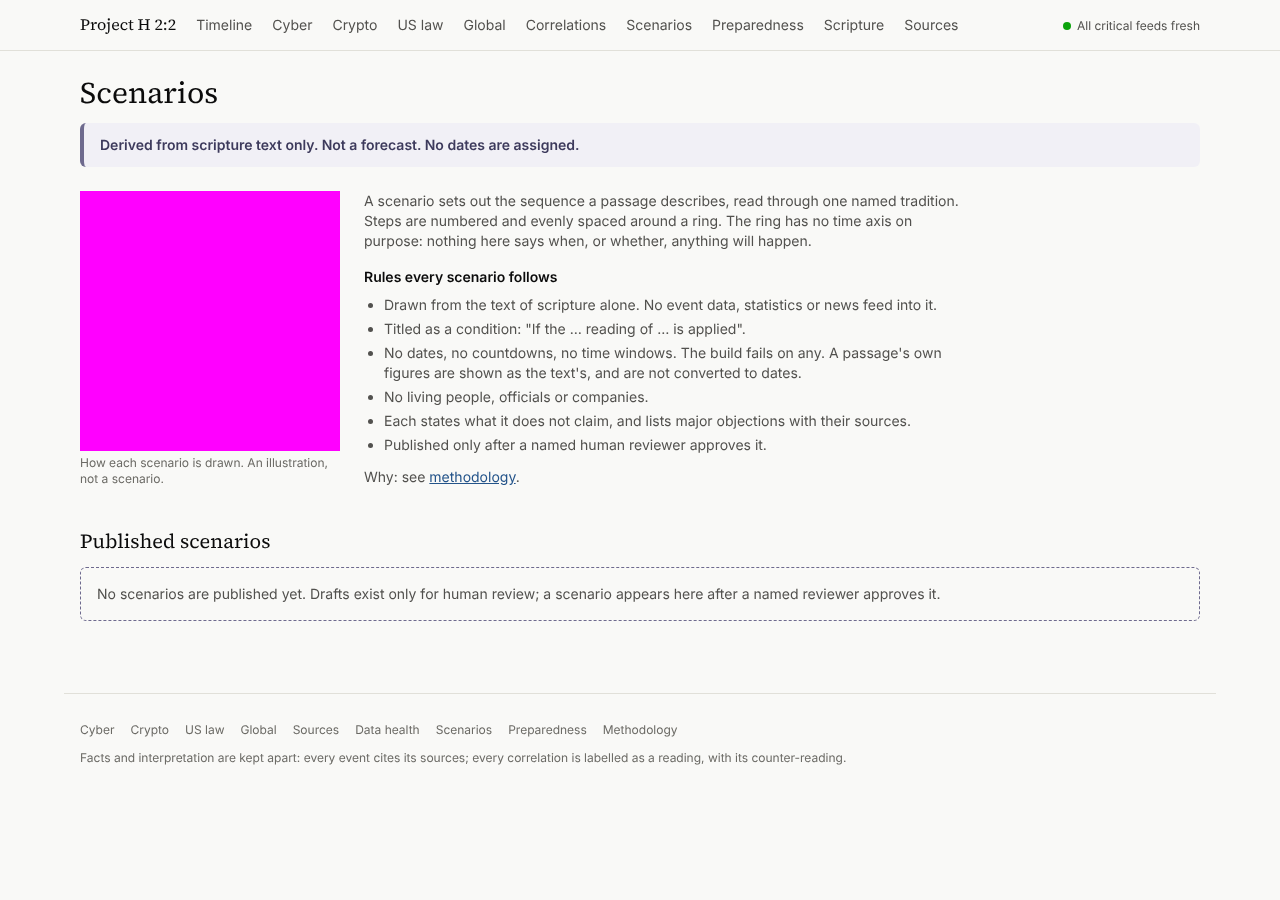 Project H 2:2 Timeline Cyber Crypto US law Global Correlations Scenarios Preparedness Scripture Sources All critical feeds fresh
Scenarios
Derived from scripture text only. Not a forecast. No dates are assigned.
A scenario sets out the sequence a passage describes, read through one named tradition.
Steps are numbered and evenly spaced around a ring. The ring has no time axis on
purpose: nothing here says when, or whether, anything will happen.
Rules every scenario follows
Drawn from the text of scripture alone. No event data, statistics or news feed into it.
Titled as a condition: "If the ... reading of ... is applied".
No dates, no countdowns, no time windows. The build fails on any. A passage's own
figures are shown as the text's, and are not converted to dates.
No living people, officials or companies.
Each states what it does not claim, and lists major objections with their sources.
Published only after a named human reviewer approves it.
Why: see methodology.
How each scenario is drawn. An illustration,
not a scenario.
Published scenarios
No scenarios are published yet. Drafts exist only for human review; a scenario appears here after a named reviewer approves it.
Cyber Crypto US law Global Sources Data health Scenarios Preparedness Methodology
Facts and interpretation are kept apart: every event cites its sources; every correlation is labelled as a reading, with its counter-reading.